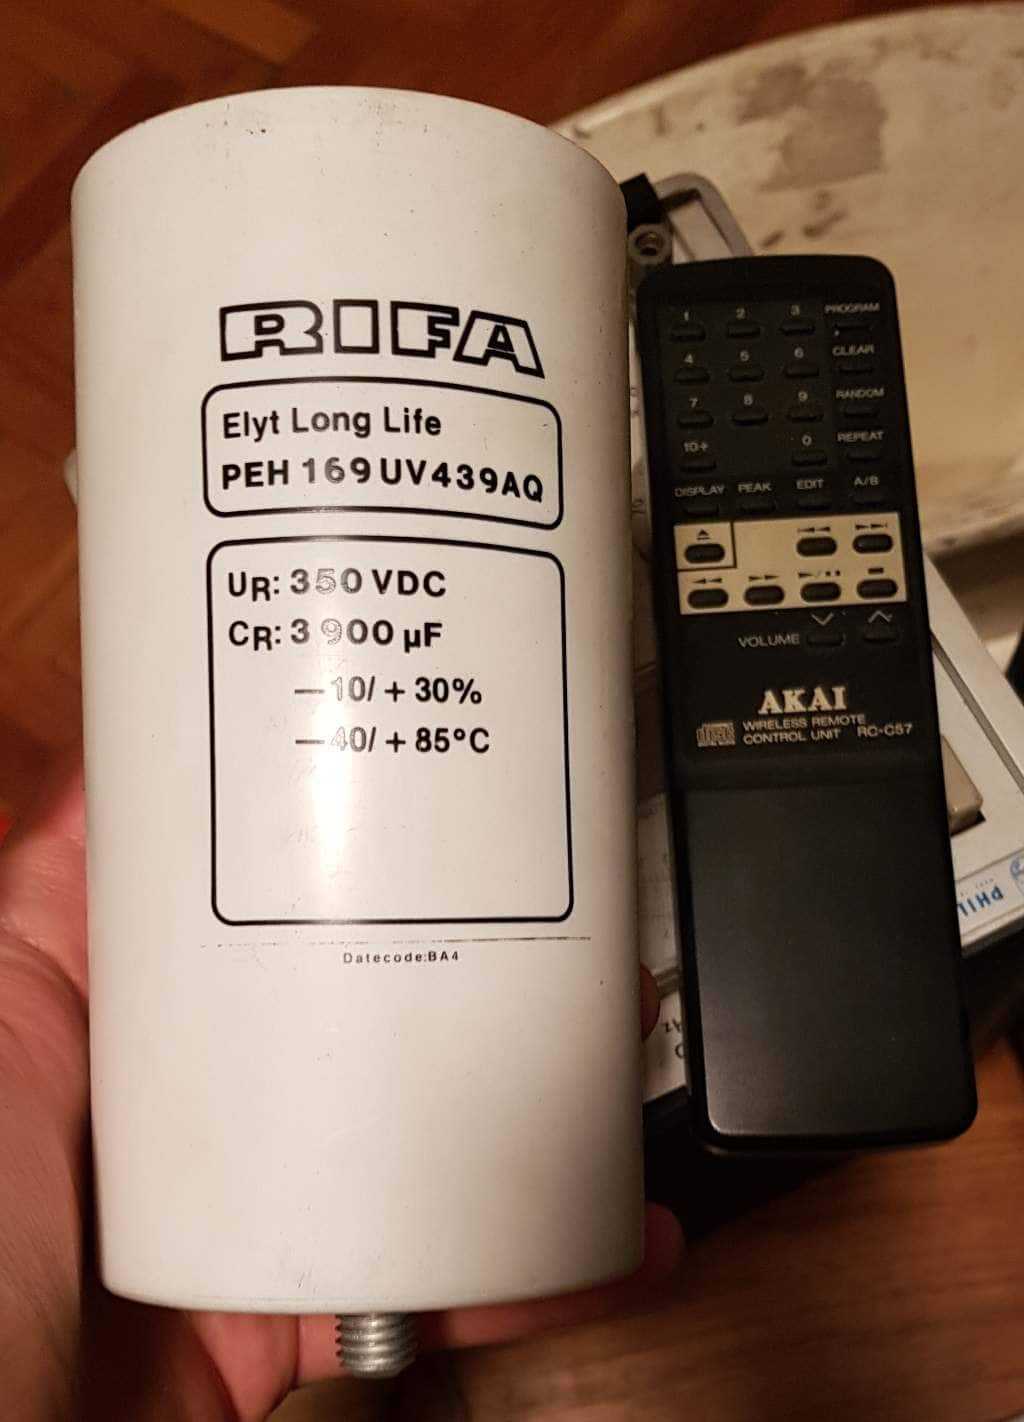 RIFA
Elyt Long Life
PEH 169 UV439AQ
UR: 350 VDC
CR: 3 900 µF
—10/ + 30%
—40/ + 85°C
Datecode:BA4
1 2 3 PROGRAM
4 5 6 CLEAR
7 8 9 RANDOM
10+ 0 REPEAT
DISPLAY PEAK EDIT A/B
VOLUME
AKAI
disc
WIRELESS REMOTE
CONTROL UNIT RC-C57
PHIL